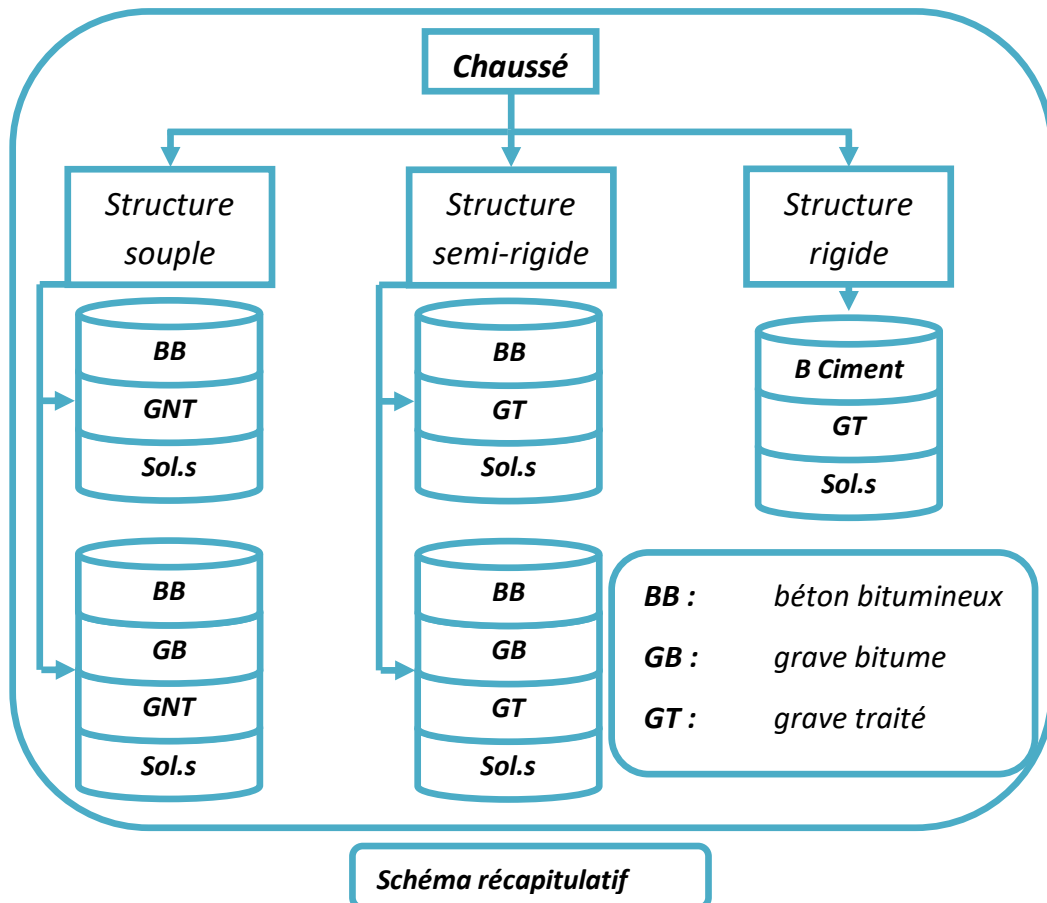 Chaussé
Structure
souple
Structure
semi-rigide
Structure
rigide
BB
GNT
Sol.s
BB
GT
Sol.s
B Ciment
GT
Sol.s
BB
GB
GNT
Sol.s
BB
GB
GT
Sol.s
BB : béton bitumineux
GB : grave bitume
GT : grave traité
Schéma récapitulatif